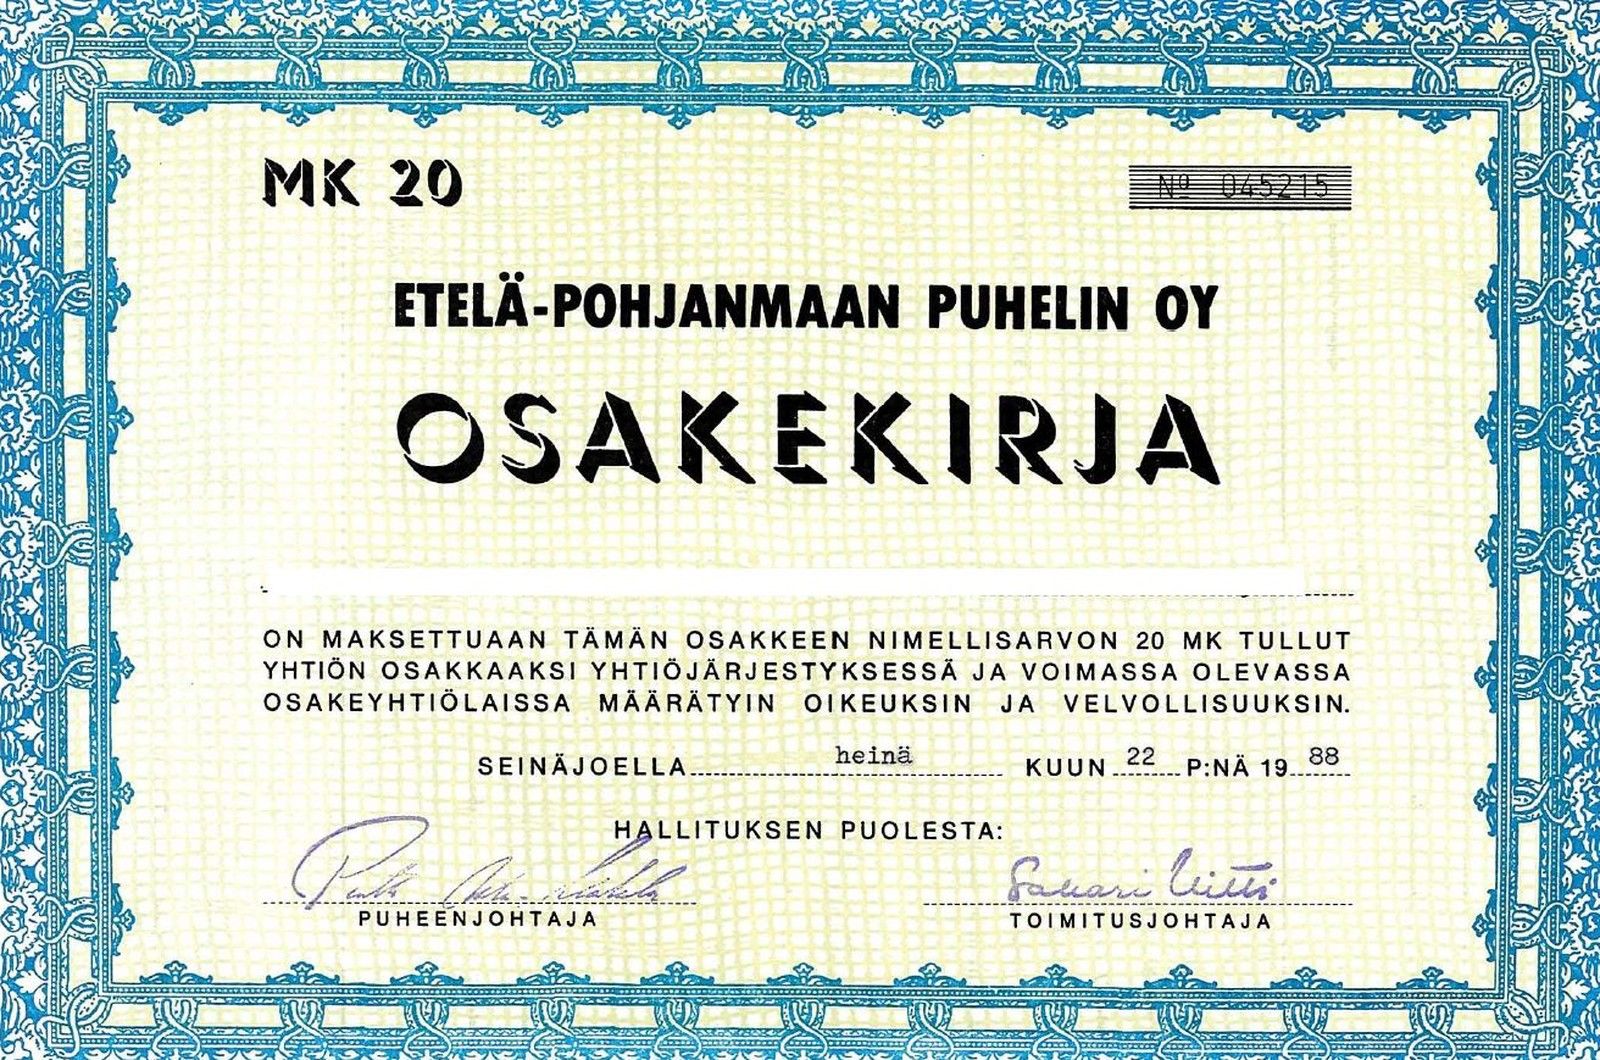 MK 20
Nº 045215
ETELÄ-POHJANMAAN PUHELIN OY
OSAKEKIRJA
ON MAKSETTUAAN TÄMÄN OSAKKEEN NIMELLISARVON 20 MK TULLUT
YHTIÖN OSAKKAAKSI YHTIÖJÄRJESTYKSESSÄ JA VOIMASSA OLEVASSA
OSAKEYHTIÖLAISSA MÄÄRÄTYIN OIKEUKSIN JA VELVOLLISUUKSIN.
SEINÄJOELLA heinä KUUN 22 P:NÄ 19 88
HALLITUKSEN PUOLESTA:
PUHEENJOHTAJA
TOIMITUSJOHTAJA